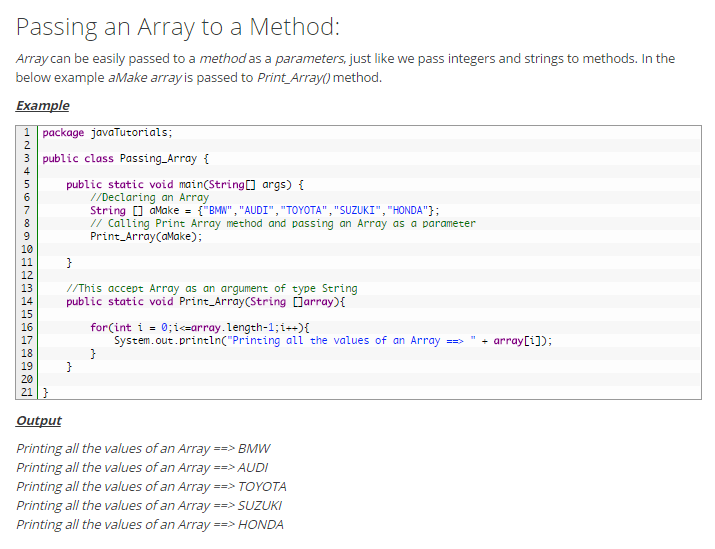 Passing an Array to a Method:
Array can be easily passed to a method as a parameters, just like we pass integers and strings to methods. In the
below example aMake array is passed to Print_Array() method.
Example
1 package javaTutorials;
2
3 public class Passing_Array {
4
5     public static void main(String[] args) {
6         //Declaring an Array
7         String [] aMake = {"BMW","AUDI","TOYOTA","SUZUKI","HONDA"};
8         // Calling Print Array method and passing an Array as a parameter
9         Print_Array(aMake);
10
11     }
12
13     //This accept Array as an argument of type String
14     public static void Print_Array(String []array){
15
16         for(int i = 0;i<=array.length-1;i++){
17             System.out.println("Printing all the values of an Array ==> " + array[i]);
18         }
19     }
20
21 }
Output
Printing all the values of an Array ==> BMW
Printing all the values of an Array ==> AUDI
Printing all the values of an Array ==> TOYOTA
Printing all the values of an Array ==> SUZUKI
Printing all the values of an Array ==> HONDA